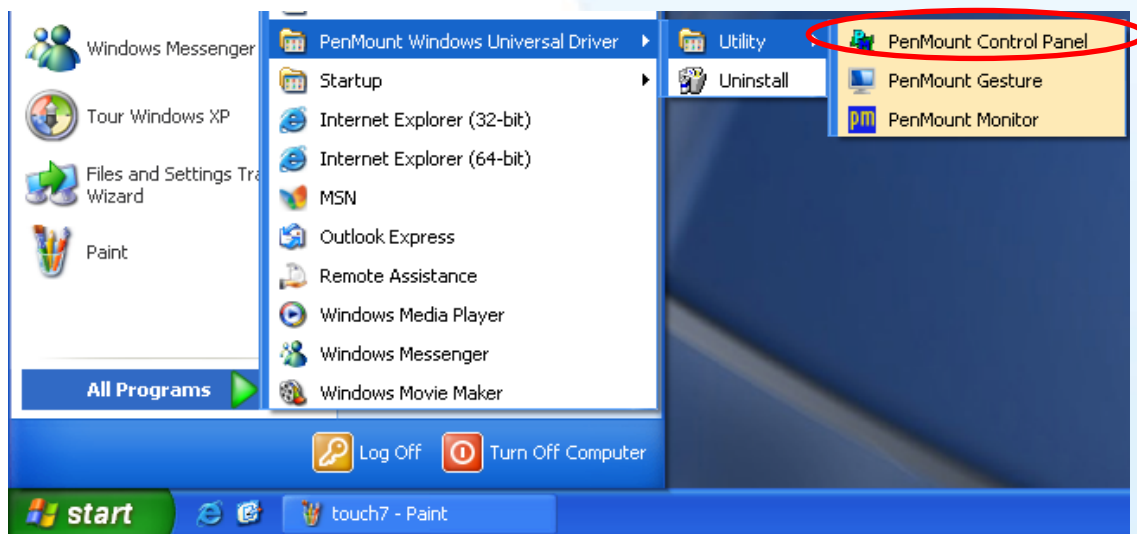 Windows Messenger
Tour Windows XP
Files and Settings Tra
Wizard
Paint
All Programs
PenMount Windows Universal Driver
Startup
Internet Explorer (32-bit)
Internet Explorer (64-bit)
MSN
Outlook Express
Remote Assistance
Windows Media Player
Windows Messenger
Windows Movie Maker
Utility
Uninstall
PenMount Control Panel
PenMount Gesture
pm PenMount Monitor
Log Off Turn Off Computer
start touch7 - Paint